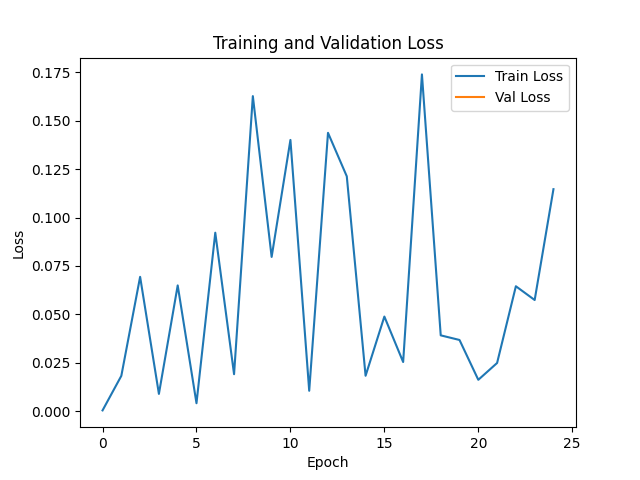 Training and Validation Loss
Train Loss
Val Loss
0.175
0.150
0.125
0.100
0.075
0.050
0.025
0.000
Loss
0 5 10 15 20 25
Epoch